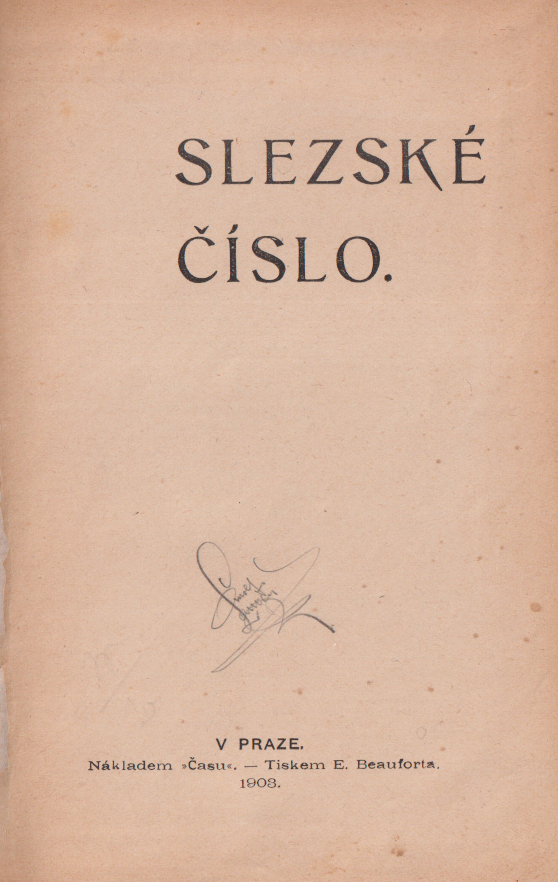 SLEZSKÉ
ČÍSLO.
V PRAZE.
Nákladem »Času«. — Tiskem E. Beauforta.
1903.